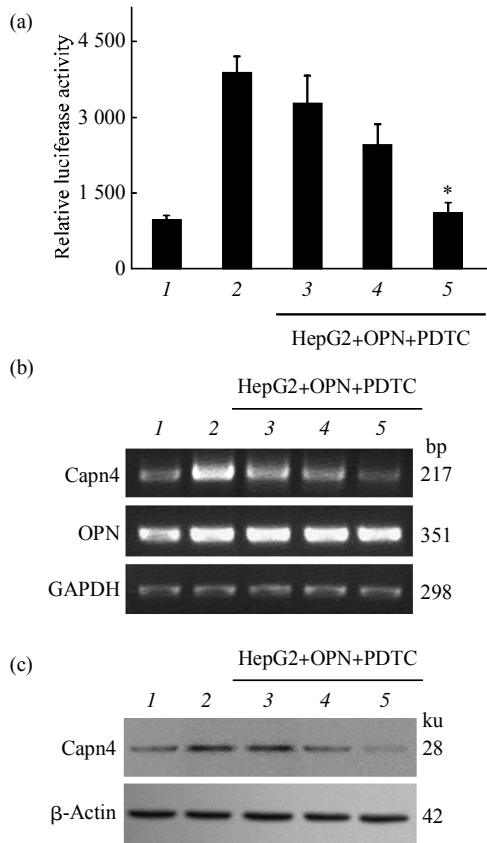 (a)
Relative luciferase activity
4 500
3 000
1 500
0
*
1 2 3 4 5
HepG2+OPN+PDTC
(b)
HepG2+OPN+PDTC
1 2 3 4 5 bp
Capn4 217
OPN 351
GAPDH 298
(c)
HepG2+OPN+PDTC
1 2 3 4 5 ku
Capn4 28
β-Actin 42